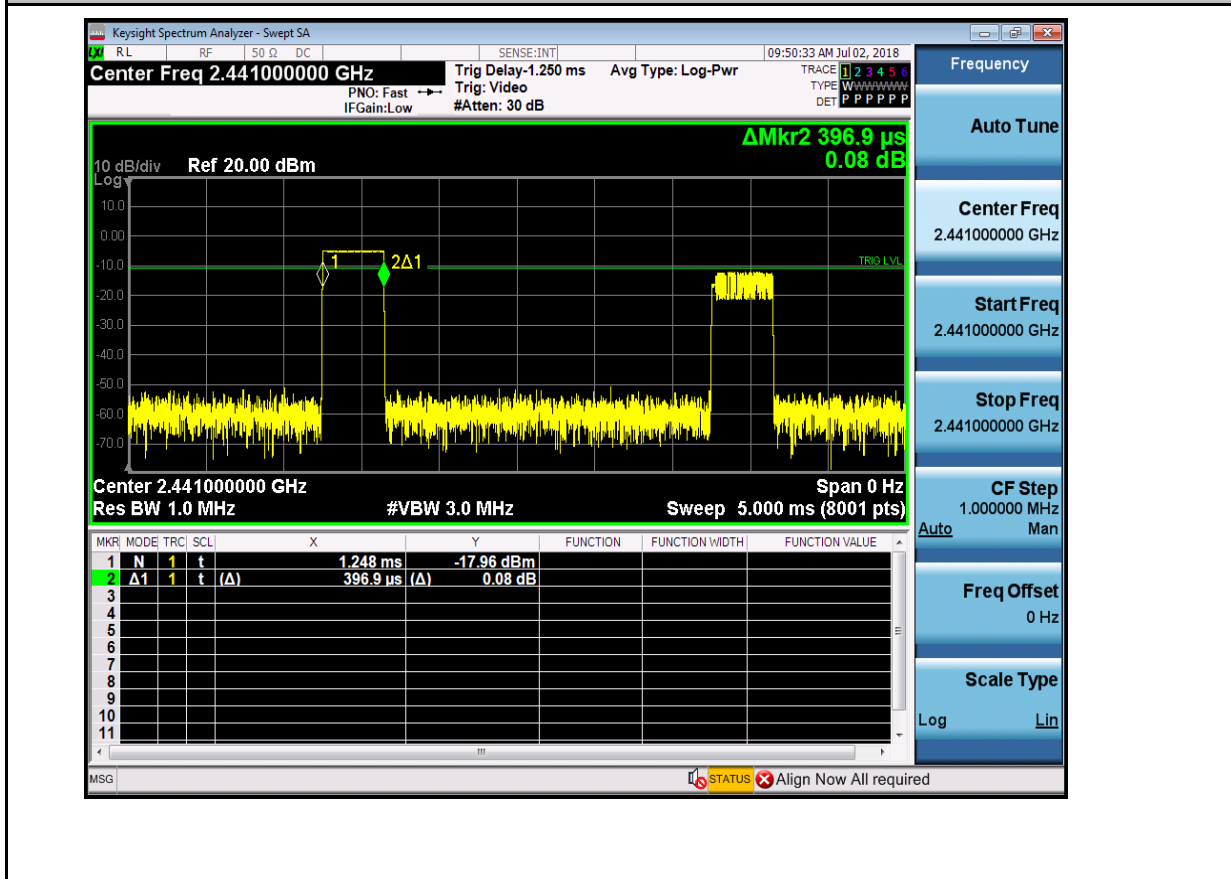 Keysight Spectrum Analyzer - Swept SA
LXI RL RF 50 Ω DC SENSE:INT 09:50:33 AM Jul 02, 2018
Center Freq 2.441000000 GHz
PNO: Fast
IFGain:Low
Trig Delay-1.250 ms
Trig: Video
#Atten: 30 dB
Avg Type: Log-Pwr
TRACE 1 2 3 4 5 6
TYPE WWWWWW
DET P P P P P P
ΔMkr2 396.9 µs
0.08 dB
10 dB/div Ref 20.00 dBm
Log
10.0
0.00
-10.0
-20.0
-30.0
-40.0
-50.0
-60.0
-70.0
1
2Δ1
TRIG LVL
Center 2.441000000 GHz Span 0 Hz
Res BW 1.0 MHz #VBW 3.0 MHz Sweep 5.000 ms (8001 pts)
MKR MODE TRC SCL X Y FUNCTION FUNCTION WIDTH FUNCTION VALUE
1 N 1 t 1.248 ms -17.96 dBm
2 Δ1 1 t (Δ) 396.9 µs (Δ) 0.08 dB
3
4
5
6
7
8
9
10
11
MSG STATUS Align Now All required
Frequency
Auto Tune
Center Freq
2.441000000 GHz
Start Freq
2.441000000 GHz
Stop Freq
2.441000000 GHz
CF Step
1.000000 MHz
Auto Man
Freq Offset
0 Hz
Scale Type
Log Lin